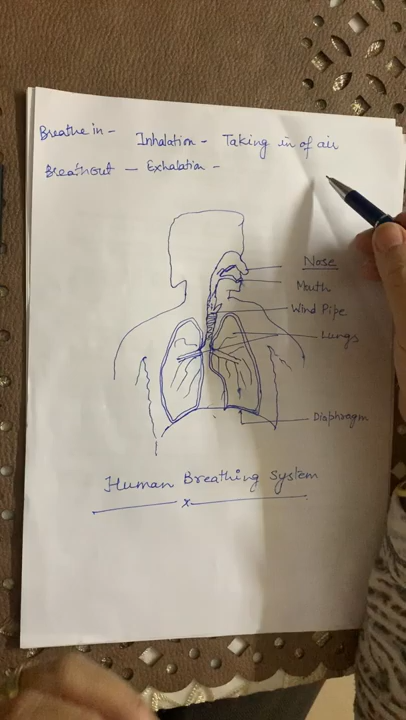 Breathe in - Inhalation - Taking in of air
Breathout - Exhalation -
Nose
Mouth
Wind Pipe
Lungs
Diaphragm
Human Breathing System
x